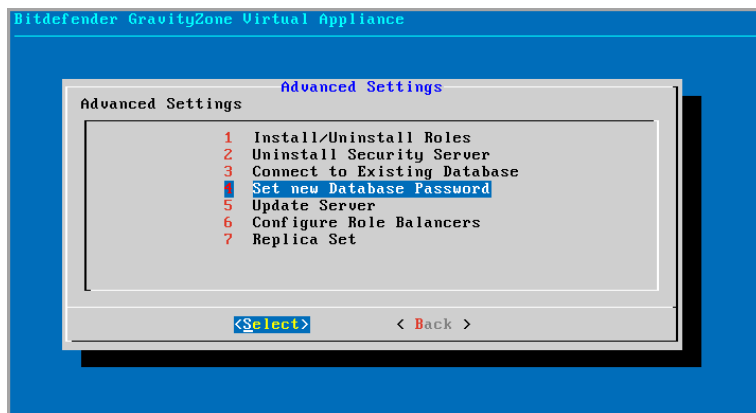 Bitdefender GravityZone Virtual Appliance
Advanced Settings
Advanced Settings
1 Install/Uninstall Roles
2 Uninstall Security Server
3 Connect to Existing Database
4 Set new Database Password
5 Update Server
6 Configure Role Balancers
7 Replica Set
<Select> < Back >